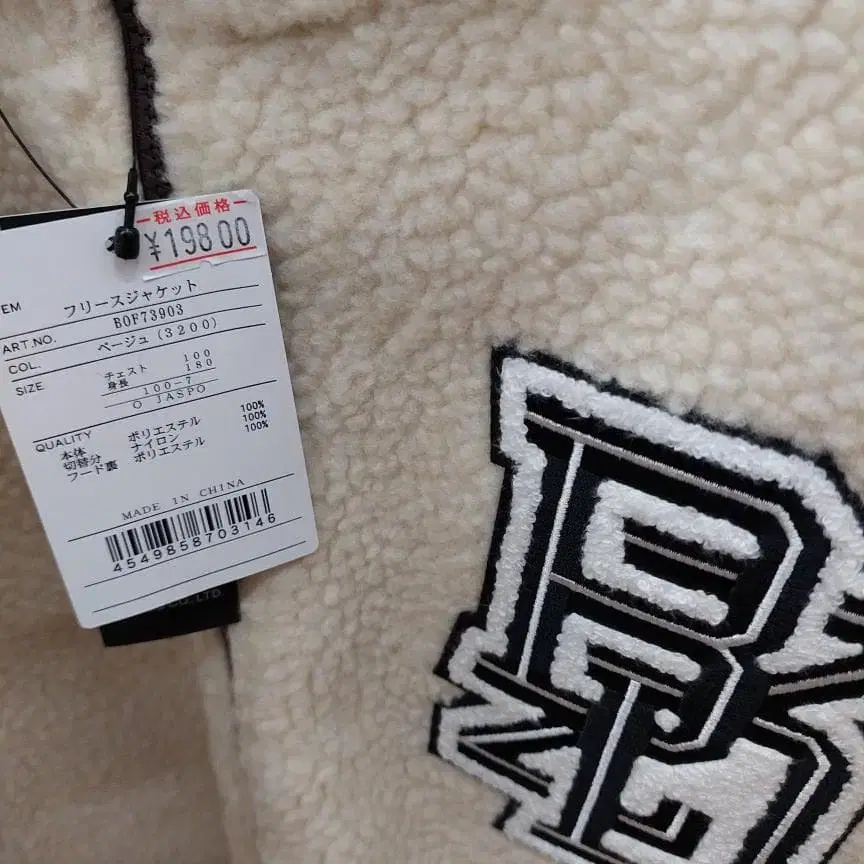 税込価格
¥19800
EM フリースジャケット
ART.NO. B0F73903
COL. ベージュ(3200)
SIZE チェスト 100
身長 180
100-7
O JASPO
QUALITY
本体 ポリエステル 100%
切替分 ナイロン 100%
フード裏 ポリエステル 100%
MADE IN CHINA
4549858703146
CO.,LTD.